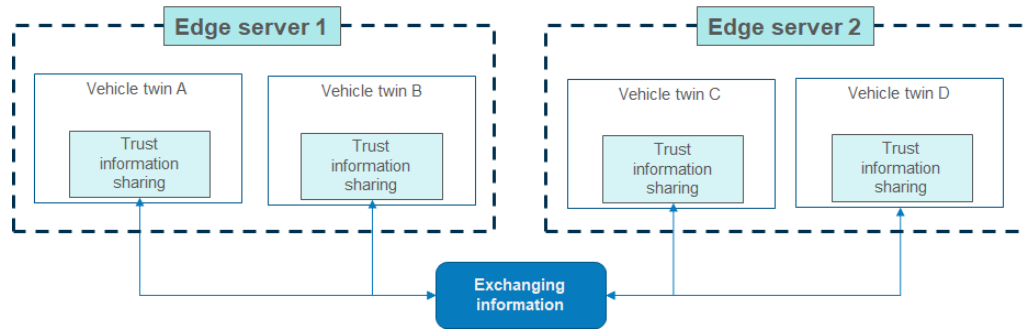 Edge server 1
Edge server 2
Vehicle twin A
Vehicle twin B
Vehicle twin C
Vehicle twin D
Trust
information
sharing
Trust
information
sharing
Trust
information
sharing
Trust
information
sharing
Exchanging
information